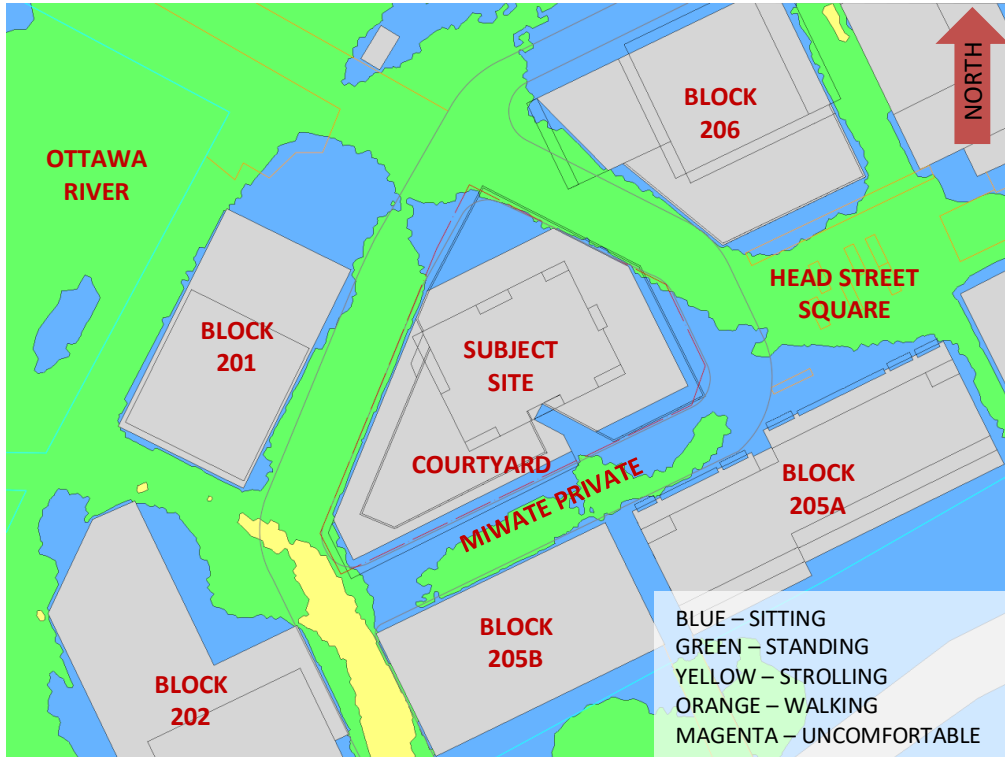 NORTH
BLOCK
206
OTTAWA
RIVER
HEAD STREET
SQUARE
BLOCK
201
SUBJECT
SITE
COURTYARD
MIWATE PRIVATE
BLOCK
205A
BLOCK
205B
BLOCK
202
BLUE – SITTING
GREEN – STANDING
YELLOW – STROLLING
ORANGE – WALKING
MAGENTA – UNCOMFORTABLE